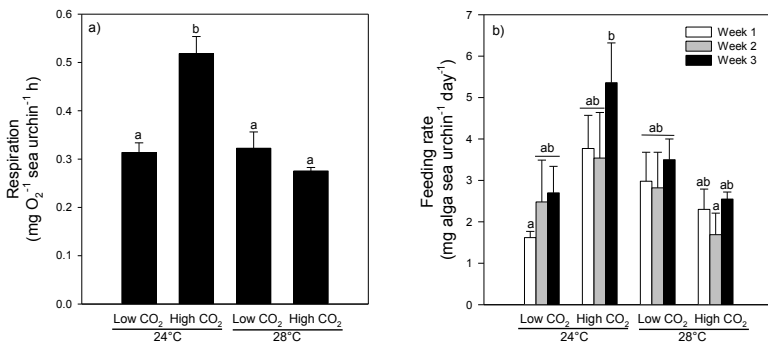 a)
Respiration
(mg O₂⁻¹ sea urchin⁻¹ h)
0.6
0.5
0.4
0.3
0.2
0.1
0.0
a
b
a
a
Low CO₂ High CO₂ Low CO₂ High CO₂
24°C 28°C
b)
Feeding rate
(mg alga sea urchin⁻¹ day⁻¹)
7
6
5
4
3
2
1
0
Week 1
Week 2
Week 3
a
ab
ab
b
ab
ab
a
ab
Low CO₂ High CO₂ Low CO₂ High CO₂
24°C 28°C